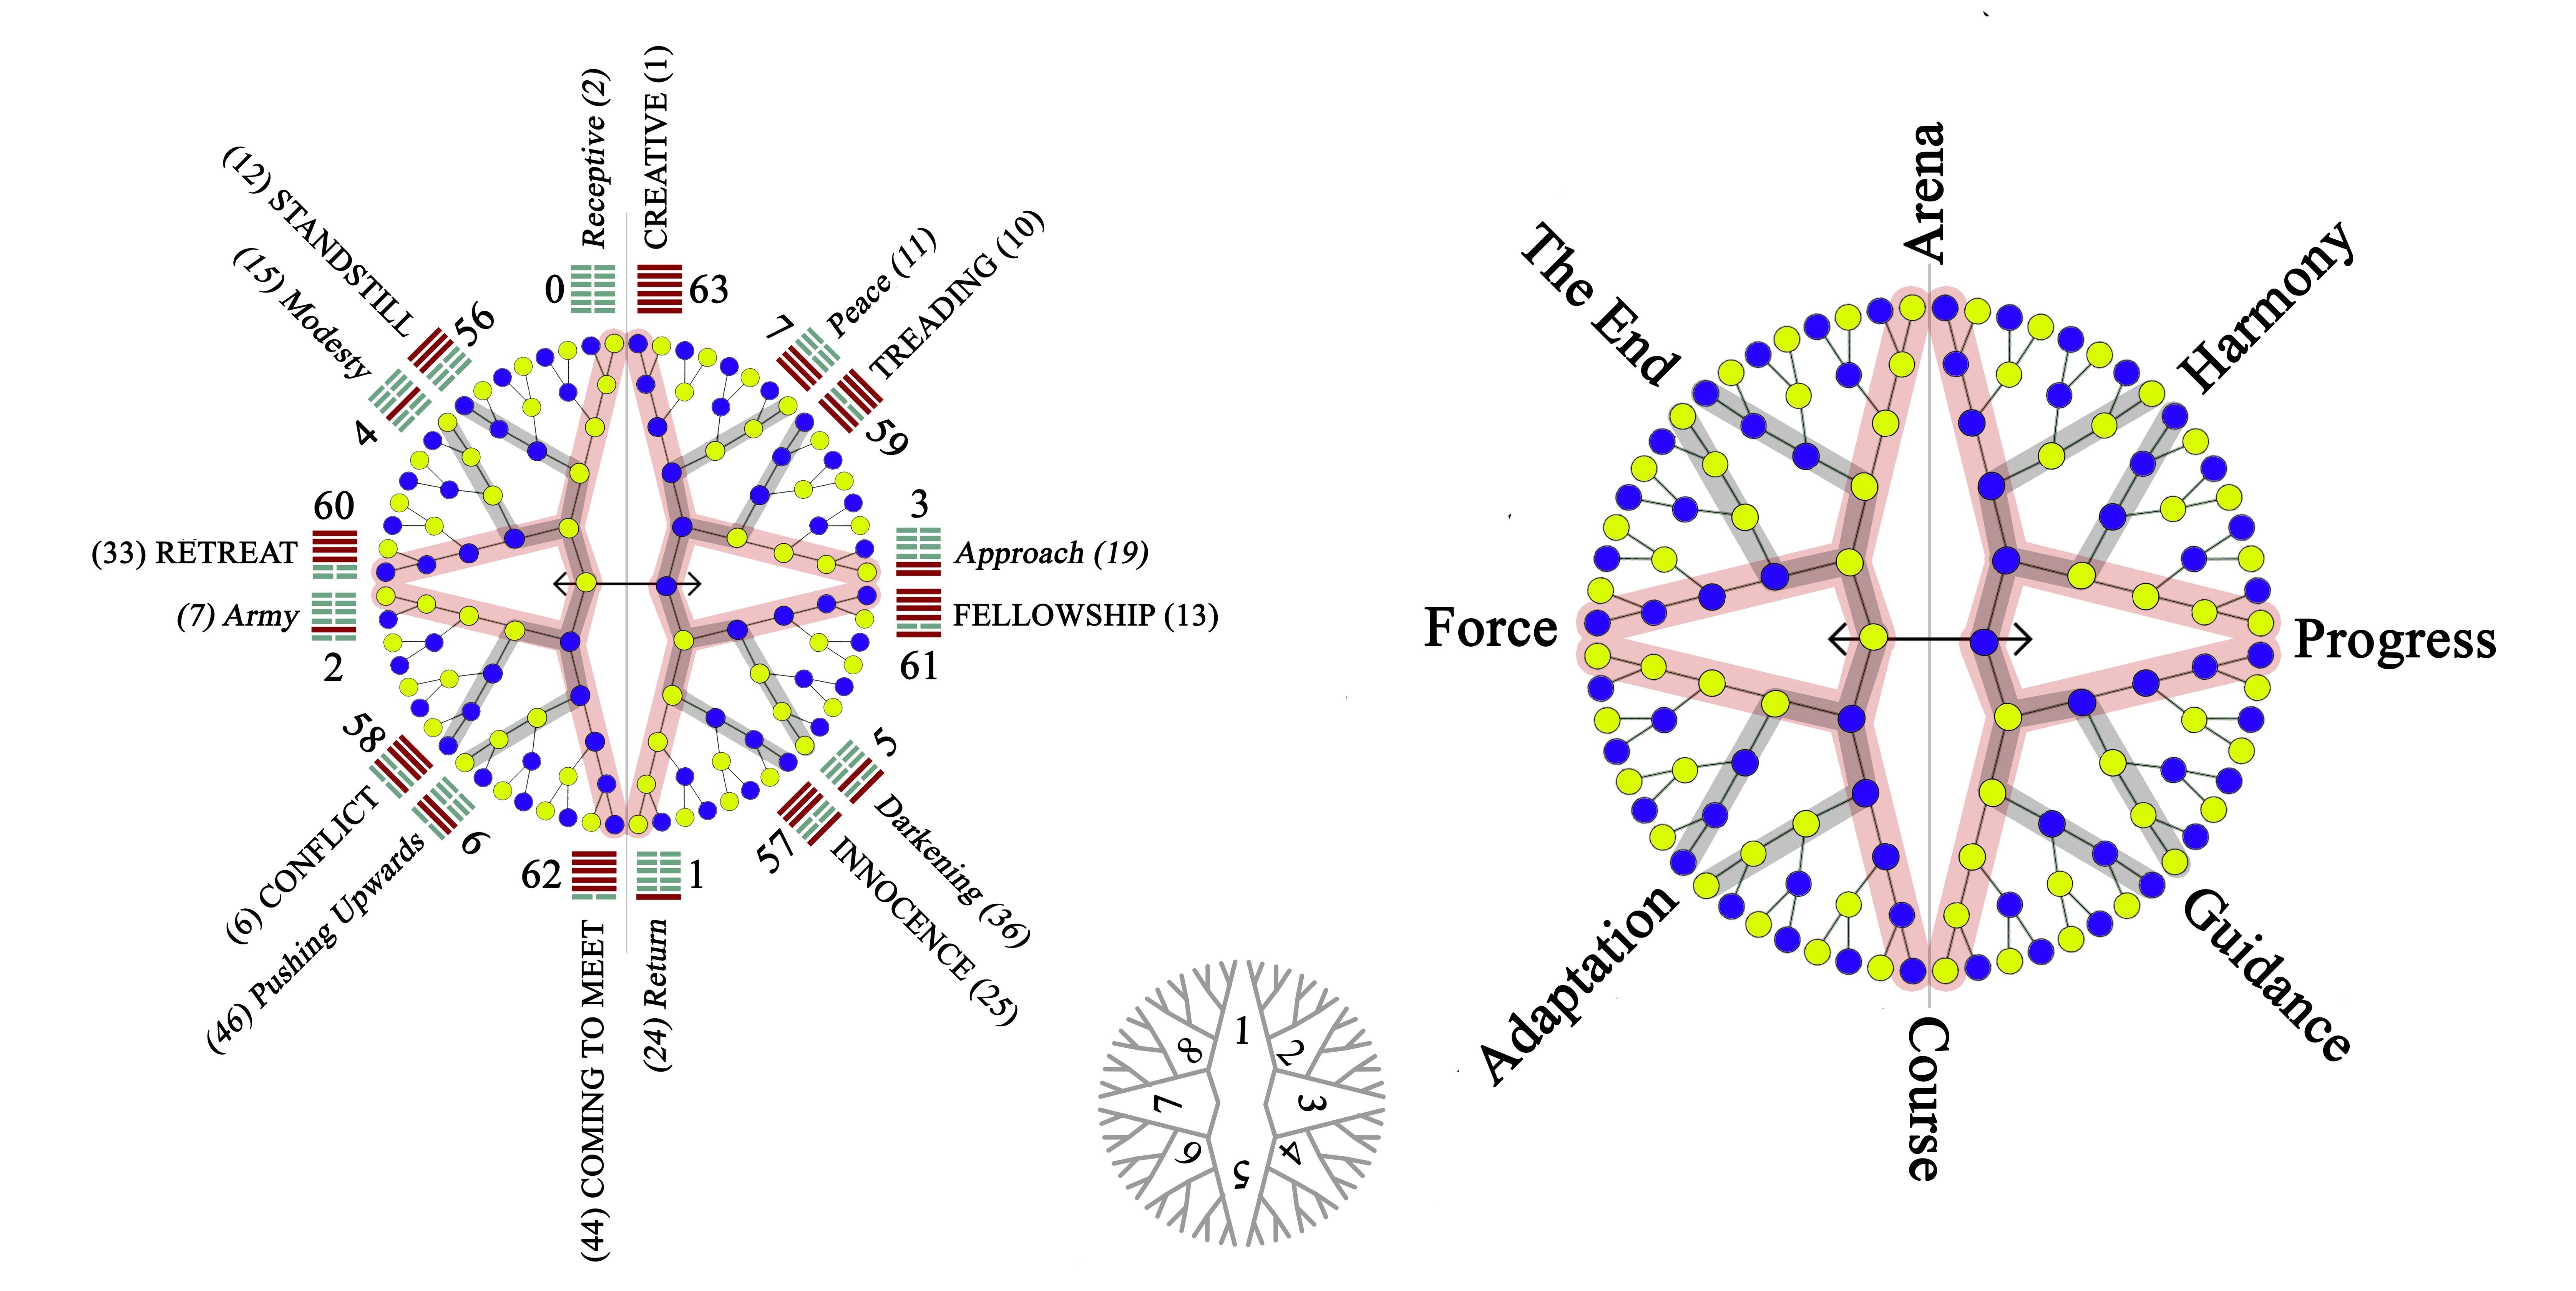 Receptive (2)
CREATIVE (1)
0
63
(12) STANDSTILL
56
(15) Modesty
4
7
Peace (11)
TREADING (10)
59
60
(33) RETREAT
(7) Army
2
3
Approach (19)
FELLOWSHIP (13)
61
58
(6) CONFLICT
(46) Pushing Upwards
6
5
Darkening (36)
57
INNOCENCE (25)
62
1
(44) COMING TO MEET
(24) Return
1
2
3
4
5
6
7
8
Arena
The End
Harmony
Force
Progress
Adaptation
Guidance
Course